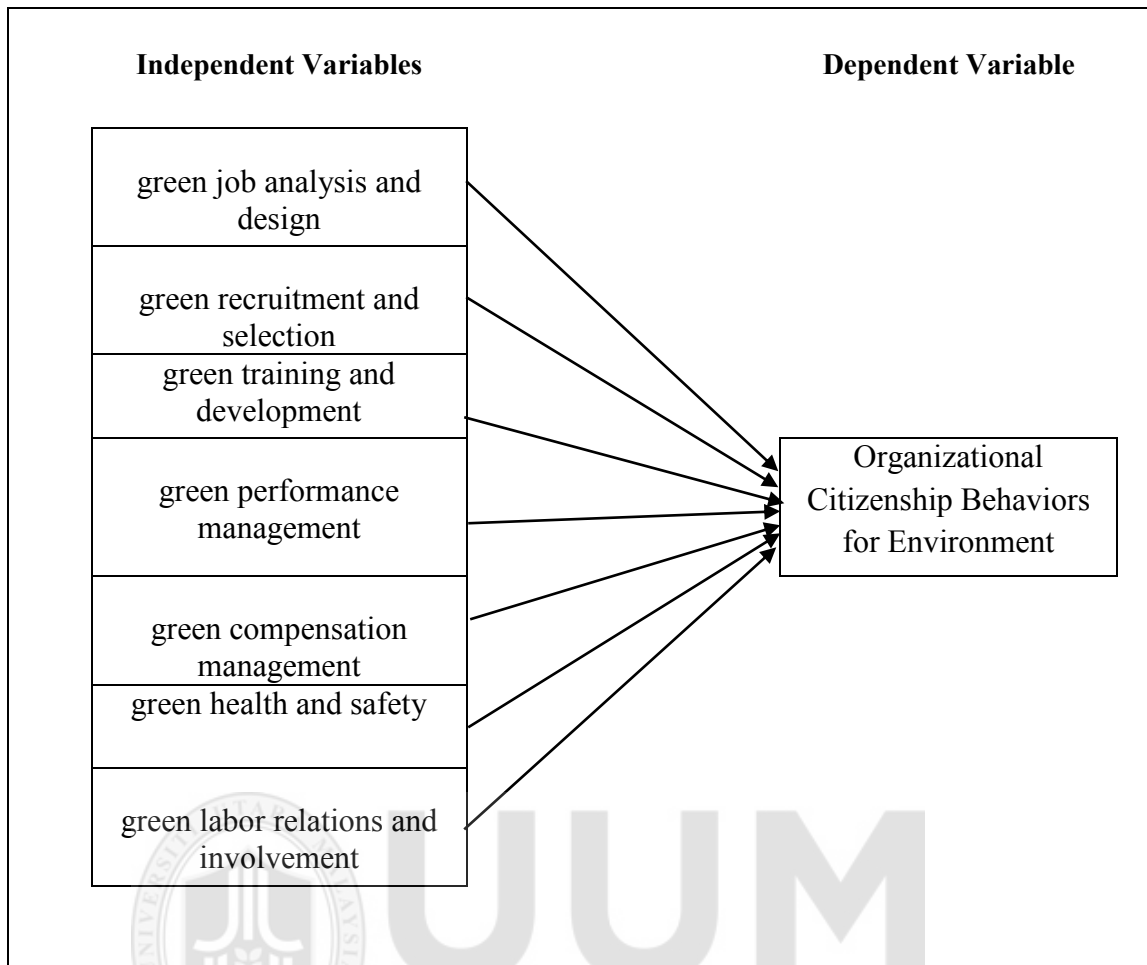 Independent Variables
Dependent Variable
green job analysis and
design
green recruitment and
selection
green training and
development
green performance
management
green compensation
management
green health and safety
green labor relations and
involvement
Organizational
Citizenship Behaviors
for Environment
UUM